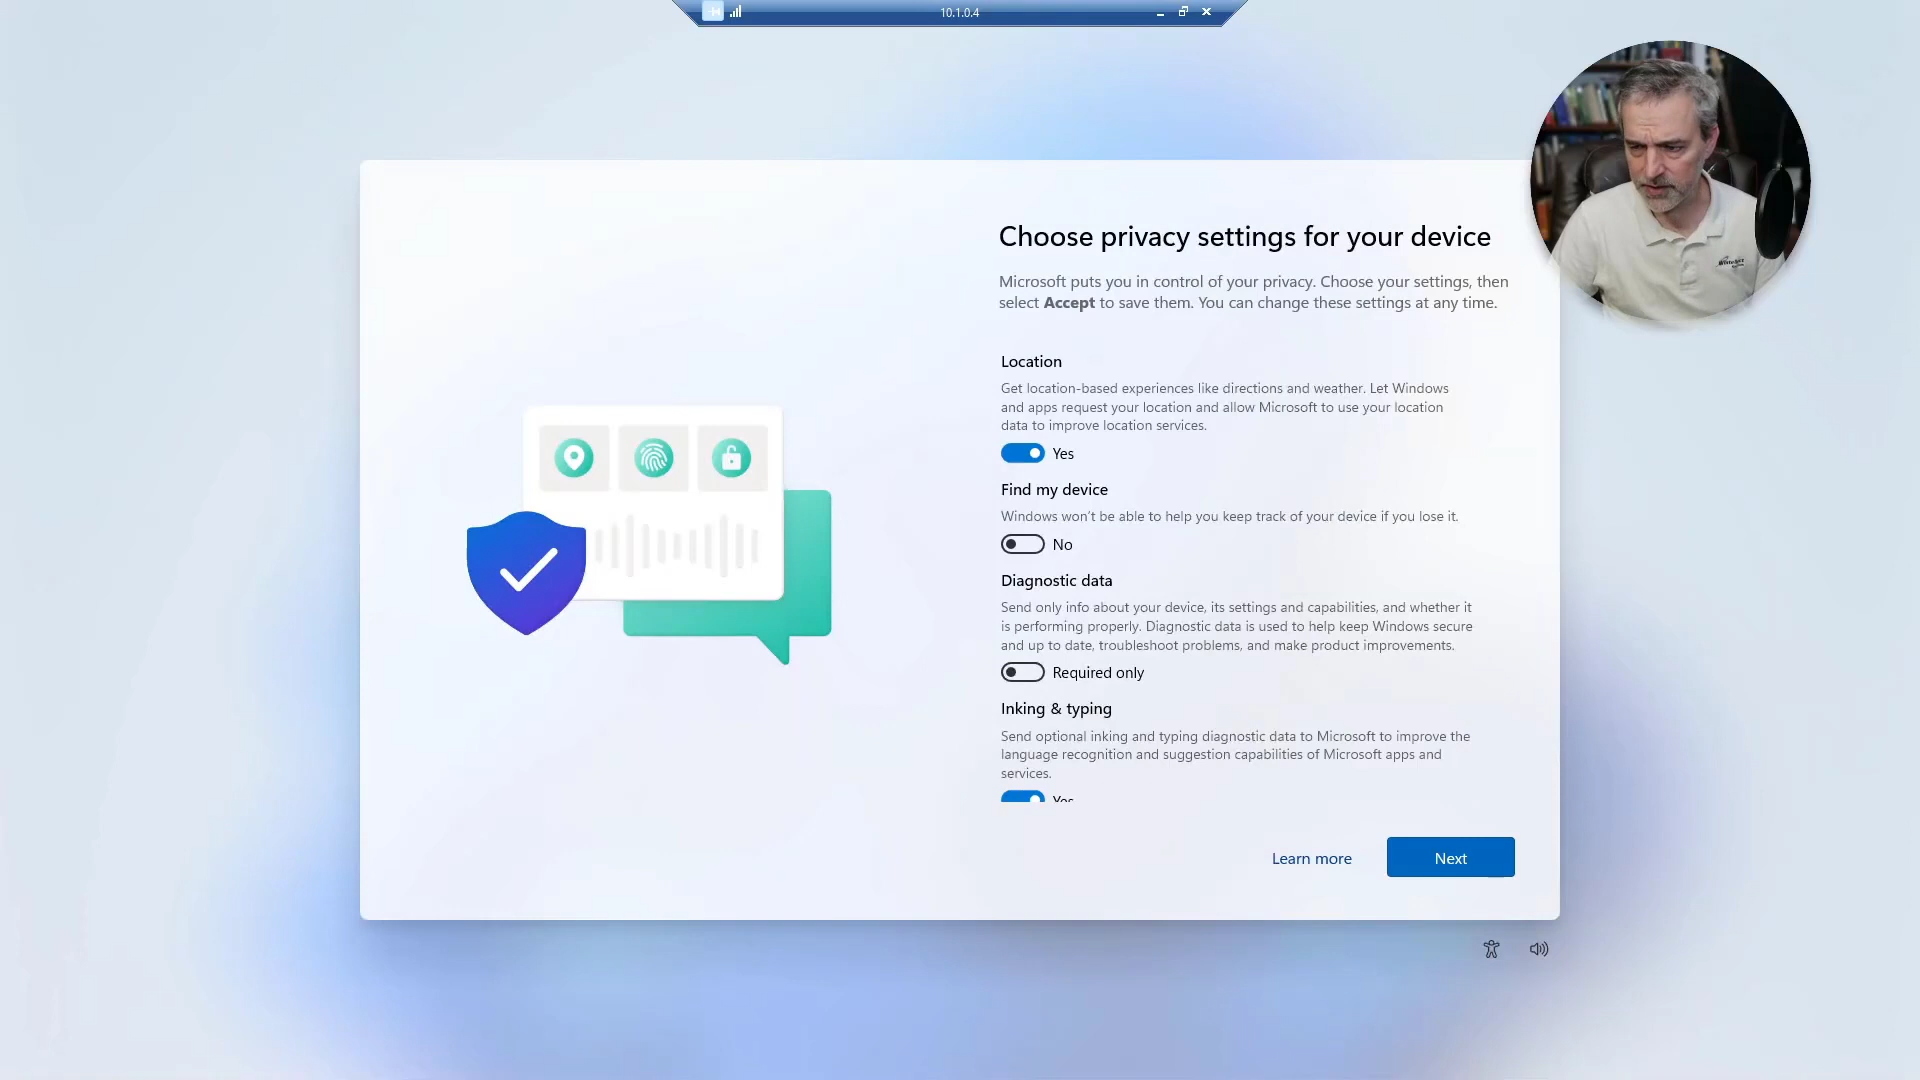 10.1.0.4
Choose privacy settings for your device
Microsoft puts you in control of your privacy. Choose your settings, then
select Accept to save them. You can change these settings at any time.
Location
Get location-based experiences like directions and weather. Let Windows
and apps request your location and allow Microsoft to use your location
data to improve location services.
Yes
Find my device
Windows won't be able to help you keep track of your device if you lose it.
No
Diagnostic data
Send only info about your device, its settings and capabilities, and whether it
is performing properly. Diagnostic data is used to help keep Windows secure
and up to date, troubleshoot problems, and make product improvements.
Required only
Inking & typing
Send optional inking and typing diagnostic data to Microsoft to improve the
language recognition and suggestion capabilities of Microsoft apps and
services.
Yes
Learn more
Next